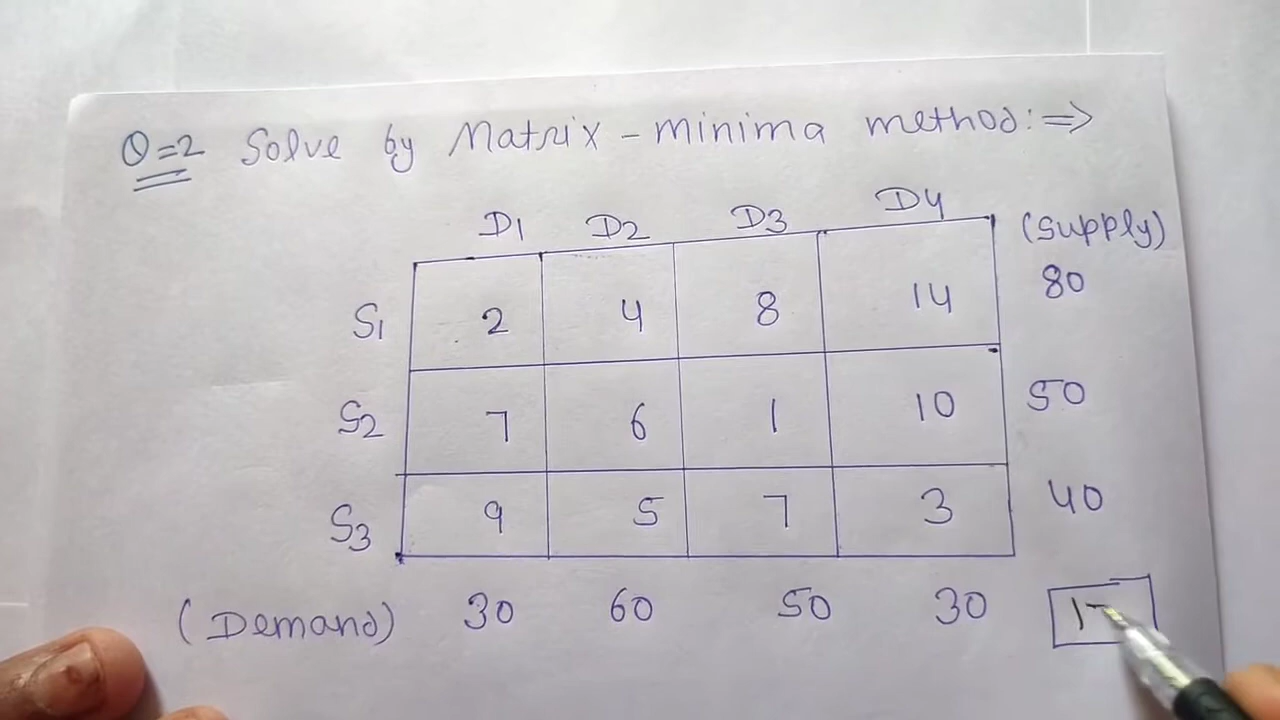 Q=2 Solve by Matrix - minima method:⇒
D1 D2 D3 D4 (Supply)
S1 2 4 8 14 80
S2 7 6 1 10 50
S3 9 5 7 3 40
(Demand) 30 60 50 30